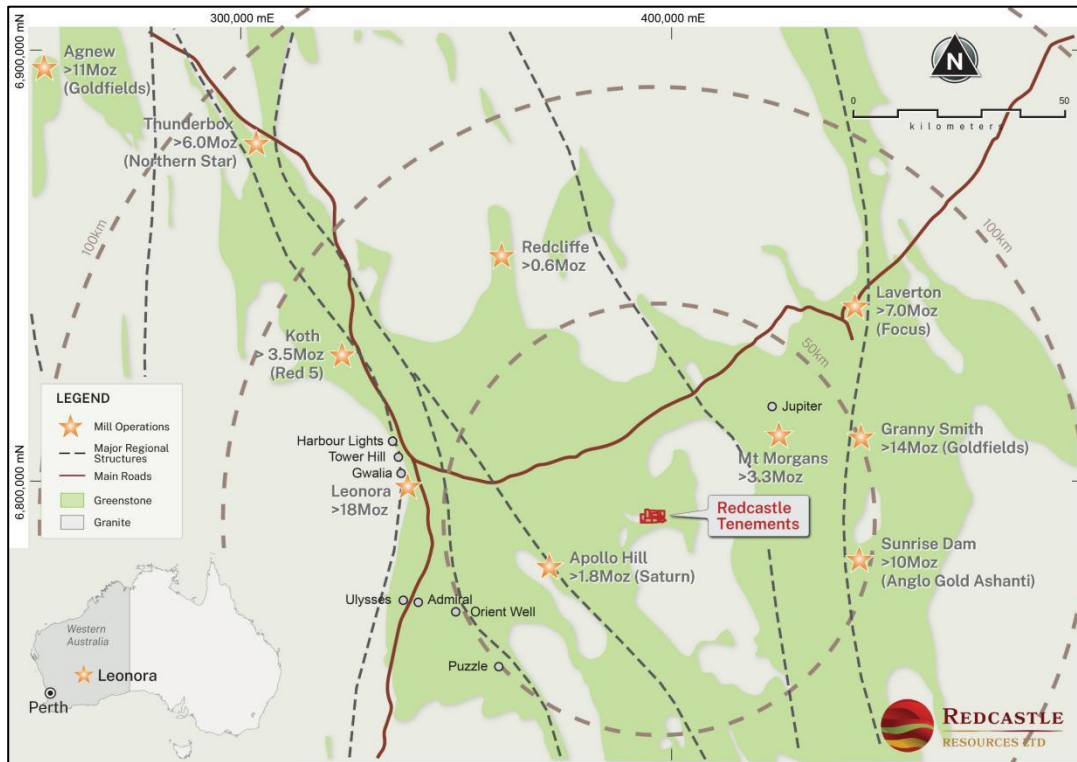 300,000 mE
400,000 mE
6,900,000 mN
6,800,000 mN
Agnew
>11Moz
(Goldfields)
Thunderbox
>6.0Moz
(Northern Star)
N
0
50
kilometers
100km
100km
Redcliffe
>0.6Moz
Laverton
>7.0Moz
(Focus)
Koth
> 3.5Moz
(Red 5)
50km
Jupiter
LEGEND
Mill Operations
Major Regional
Structures
Main Roads
Greenstone
Granite
Harbour Lights
Tower Hill
Gwalia
Leonora
>18Moz
Mt Morgans
>3.3Moz
Granny Smith
>14Moz (Goldfields)
Redcastle
Tenements
Apollo Hill
>1.8Moz (Saturn)
Sunrise Dam
>10Moz
(Anglo Gold Ashanti)
Ulysses
Admiral
Orient Well
Puzzle
Western
Australia
Leonora
Perth
REDCASTLE
RESOURCES LTD